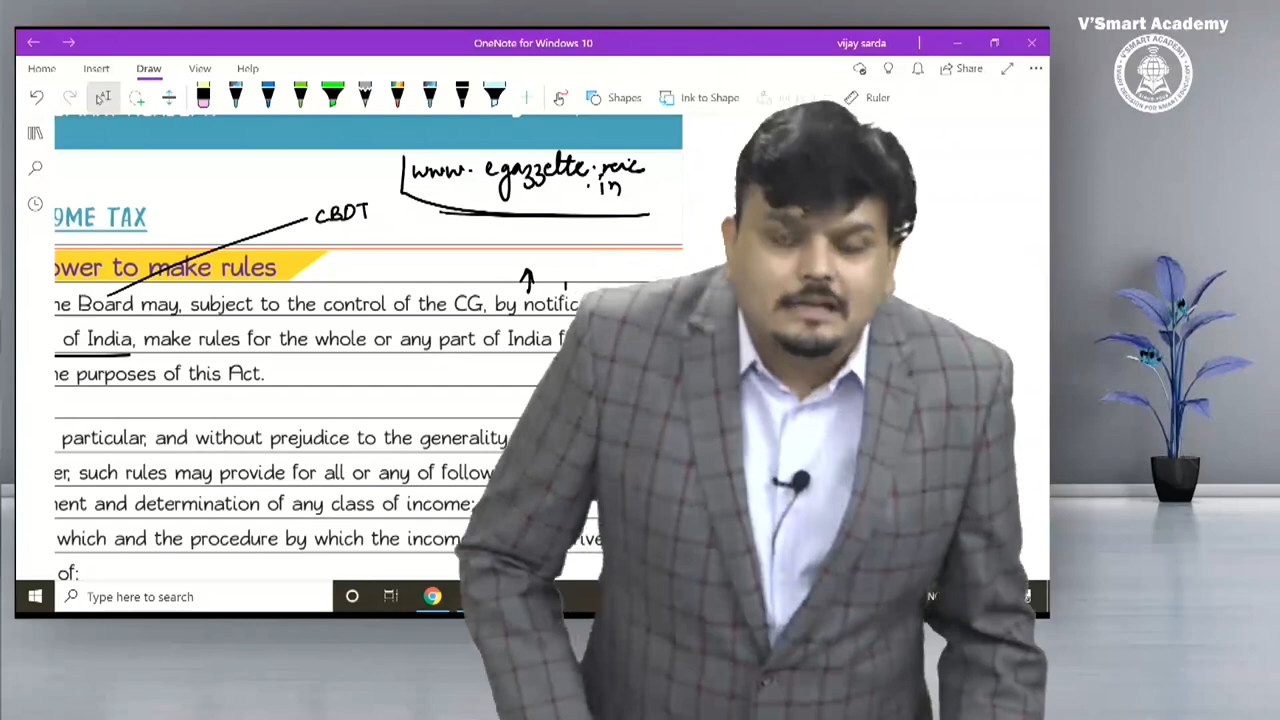 V'Smart Academy
OneNote for Windows 10
vijay sarda
Home Insert Draw View Help
Share
Shapes Ink to Shape Ruler
www. egazzette.nic
.in
OME TAX
CBDT
ower to make rules
he Board may, subject to the control of the CG, by notific
of India, make rules for the whole or any part of India f
he purposes of this Act.
particular, and without prejudice to the generality
er, such rules may provide for all or any of follow
ment and determination of any class of income;
which and the procedure by which the incom rive
of:
Type here to search